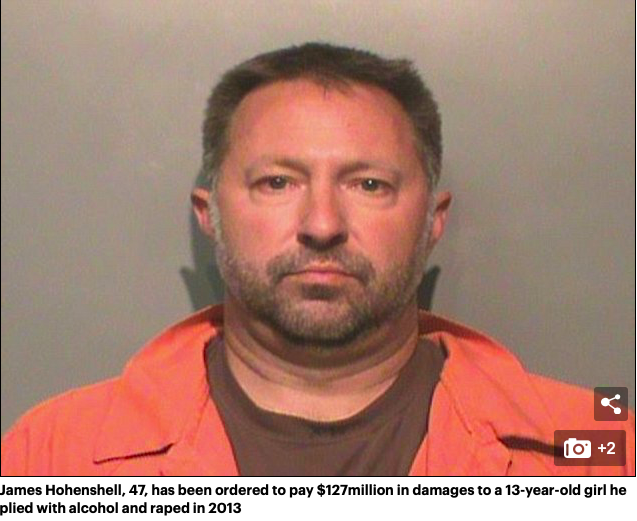 +2
James Hohenshell, 47, has been ordered to pay $127million in damages to a 13-year-old girl he
plied with alcohol and raped in 2013